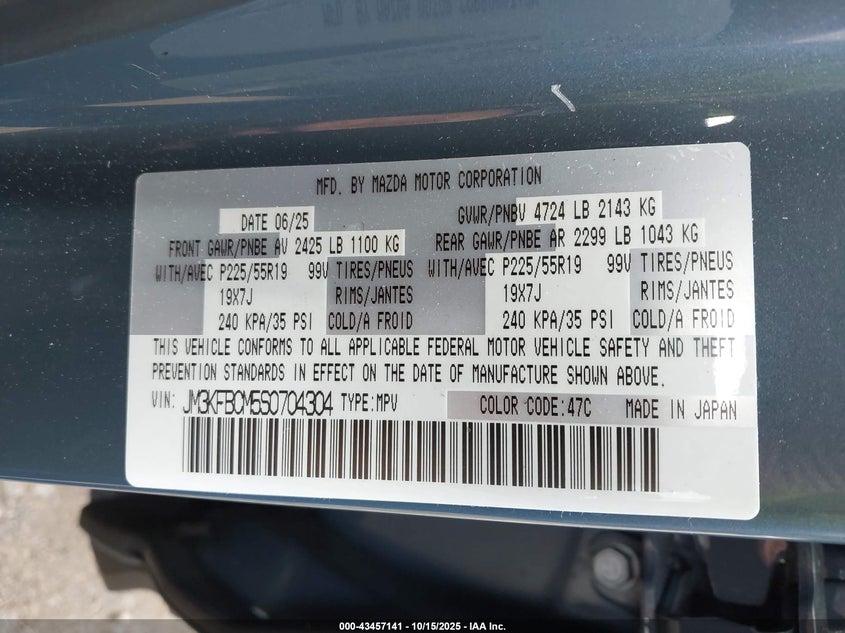 MFD. BY MAZDA MOTOR CORPORATION
DATE 06/25 GVWR/PNBV 4724 LB 2143 KG
FRONT GAWR/PNBE AV 2425 LB 1100 KG REAR GAWR/PNBE AR 2299 LB 1043 KG
WITH/AVEC P225/55R19 99V TIRES/PNEUS WITH/AVEC P225/55R19 99V TIRES/PNEUS
19X7J RIMS/JANTES 19X7J RIMS/JANTES
240 KPA/35 PSI COLD/A FROID 240 KPA/35 PSI COLD/A FROID
THIS VEHICLE CONFORMS TO ALL APPLICABLE FEDERAL MOTOR VEHICLE SAFETY AND THEFT
PREVENTION STANDARDS IN EFFECT ON THE DATE OF MANUFACTURE SHOWN ABOVE.
VIN: JM3KFBCM5S0704304 TYPE:MPV COLOR CODE:47C MADE IN JAPAN
000-43457141 - 10/15/2025 - IAA Inc.